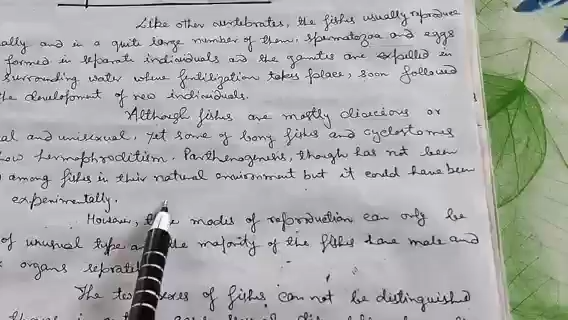 Like other vertebrates, the fishes usually reproduce
ally and in a quite large number of them, spermatozoa and eggs
formed in separate individuals and the gametes are expelled in
surrounding water where fertilization takes place, soon followed
the development of new individuals.
Although fishes are mostly dioecious or
al and unisexual, yet some of bony fishes and cyclostomes
how hermaphroditism. Parthenogenesis, though has not been
among fishes in their natural environment but it could have been
experimentally.
However, modes of reproduction can only be
of unusual type an the majority of the fishes have male and
organs seprat
The two sexes of fishes can not be distinguished